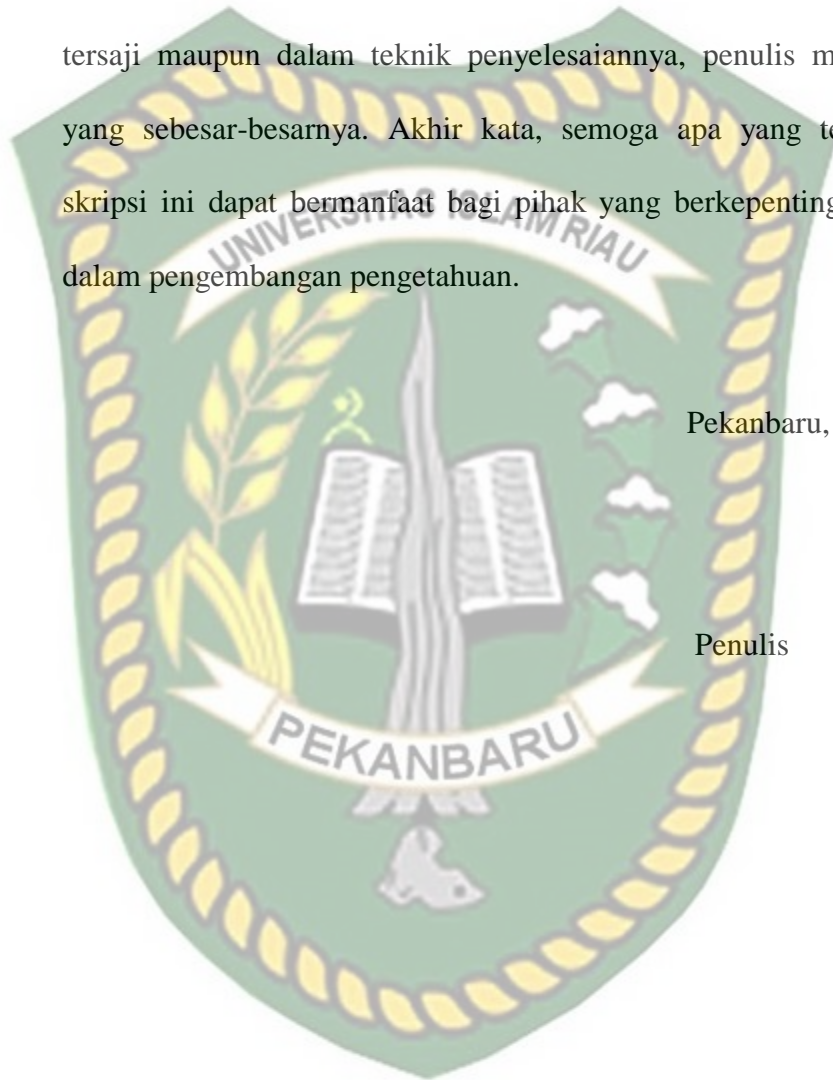 tersaji maupun dalam teknik penyelesaiannya, penulis m
yang sebesar-besarnya. Akhir kata, semoga apa yang te
skripsi ini dapat bermanfaat bagi pihak yang berkepenting
UNIVERSITAS ISLAM RIAU
dalam pengembangan pengetahuan.
Pekanbaru,
Penulis
PEKANBARU